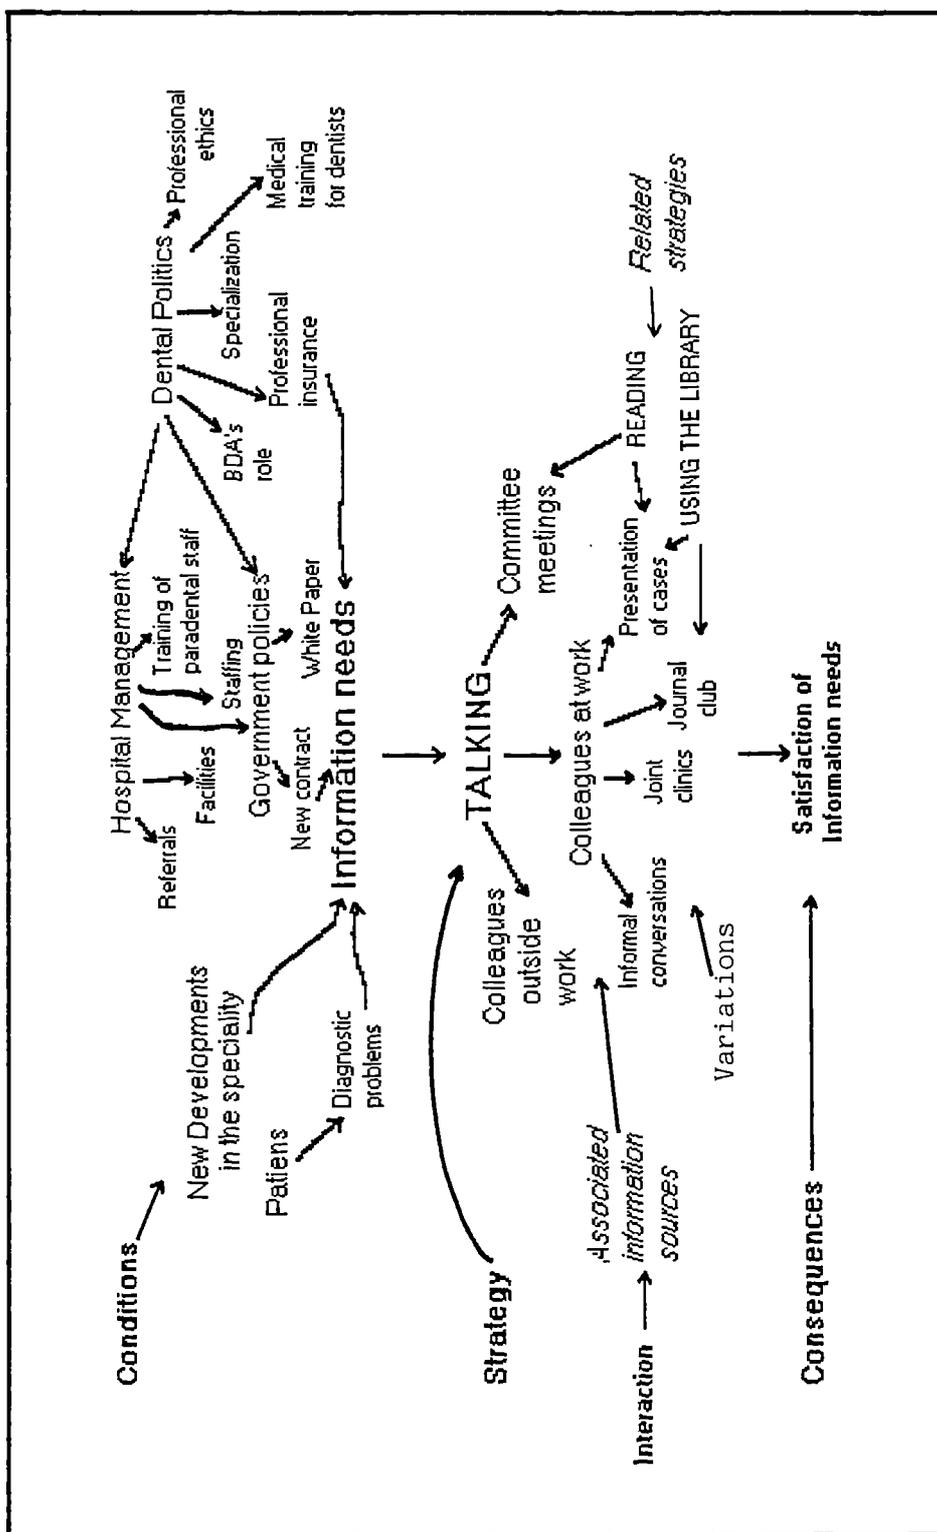 Conditions
New Developments
in the speciality
Patiens
Diagnostic
problems
Hospital Management
Referrals
Facilities
Staffing
Training of
paradental staff
Government policies
New contract
White Paper
Dental Politics
BDA's
role
Professional
insurance
Specialization
Professional
ethics
Medical
training
for dentists
Information needs
Strategy
TALKING
Colleagues
outside
work
Committee
meetings
Colleagues at work
Informal
conversations
Joint
clinics
Journal
club
Presentation
of cases
READING
USING THE LIBRARY
Related
strategies
Interaction
Associated
information
sources
Variations
Consequences
Satisfaction of
Information needs